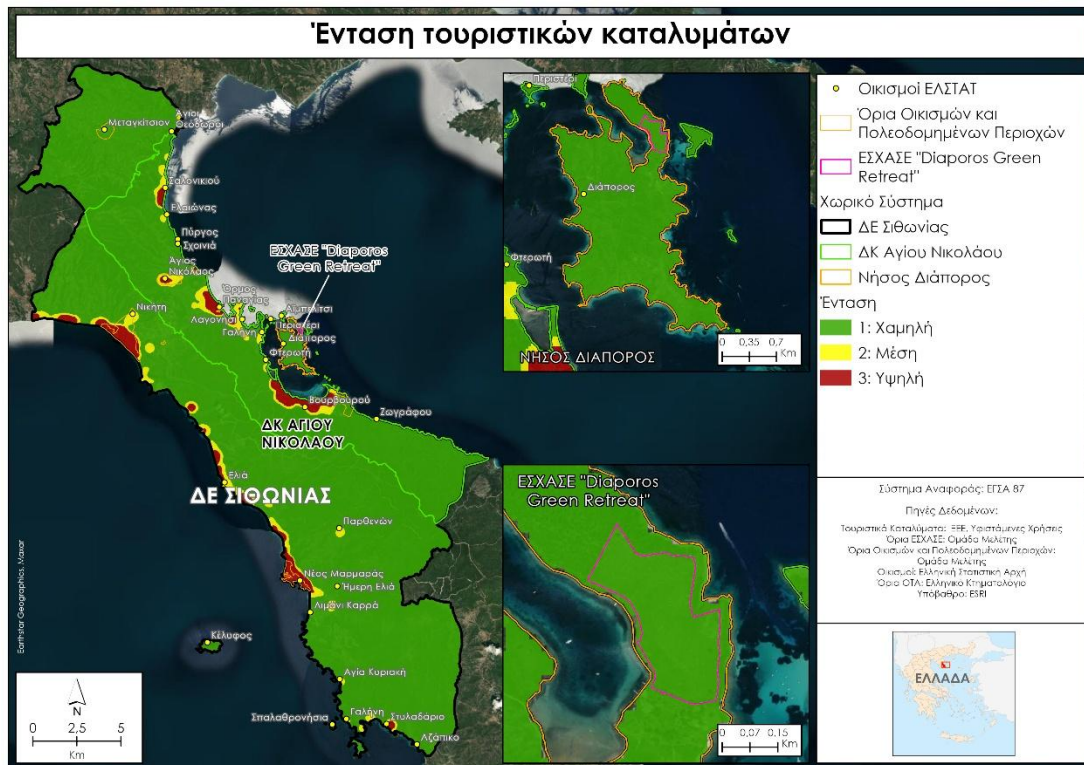 Ένταση τουριστικών καταλυμάτων
Μεταγκίτσιον
Άγιοι
Θεόδωροι
Σαλονικιού
Ελαιώνας
Πύργος
Σχοινιά
Άγιος
Νικόλαος
ΕΣΧΑΣΕ "Diaporos
Green Retreat"
Όρμος
Παναγίας
Νικήτη
Λαγονήσι
Γαλήνη
Αϊμπελίτσι
Περιστέρι
Διάπορος
Φτερωτή
Βουρβουρού
Ζωγράφου
ΔΚ ΑΓΙΟΥ
ΝΙΚΟΛΑΟΥ
Ελιά
ΔΕ ΣΙΘΩΝΙΑΣ
Παρθενών
Νέος Μαρμαράς
Ήμερη Ελιά
Λιμάνι Καρρά
Κέλυφος
Αγία Κυριακή
Σπαλαθρονήσια
Γαλήνη
Στυλαδάριο
Αζάπικο
Earthstar Geographics, Maxar
N
0 2,5 5
Km
Περιστέρι
Διάπορος
Φτερωτή
ΝΗΣΟΣ ΔΙΑΠΟΡΟΣ
0 0,35 0,7
Km
ΕΣΧΑΣΕ "Diaporos
Green Retreat"
0 0,07 0,15
Km
Οικισμοί ΕΛΣΤΑΤ
Όρια Οικισμών και
Πολεοδομημένων Περιοχών
ΕΣΧΑΣΕ "Diaporos Green
Retreat"
Χωρικό Σύστημα
ΔΕ Σιθωνίας
ΔΚ Αγίου Νικολάου
Νήσος Διάπορος
Ένταση
1: Χαμηλή
2: Μέση
3: Υψηλή
Σύστημα Αναφοράς: ΕΓΣΑ 87
Πηγές Δεδομένων:
Τουριστικά Καταλύματα: ΞΕΕ, Υφιστάμενες Χρήσεις
Όρια ΕΣΧΑΣΕ: Ομάδα Μελέτης
Όρια Οικισμών και Πολεοδομημένων Περιοχών:
Ομάδα Μελέτης
Οικισμοί: Ελληνική Στατιστική Αρχή
Όρια ΟΤΑ: Ελληνικό Κτηματολόγιο
Υπόβαθρο: ESRI
ΕΛΛΑΔΑ